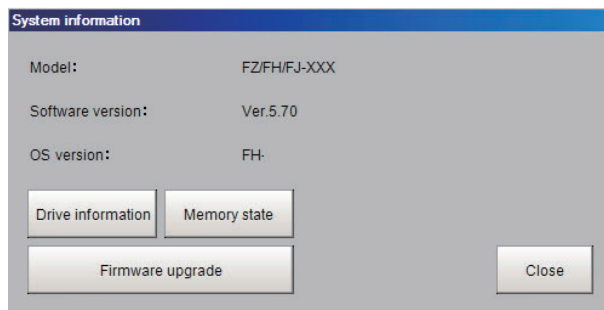 System information
Model: FZ/FH/FJ-XXX
Software version: Ver.5.70
OS version: FH-
Drive information Memory state
Firmware upgrade Close